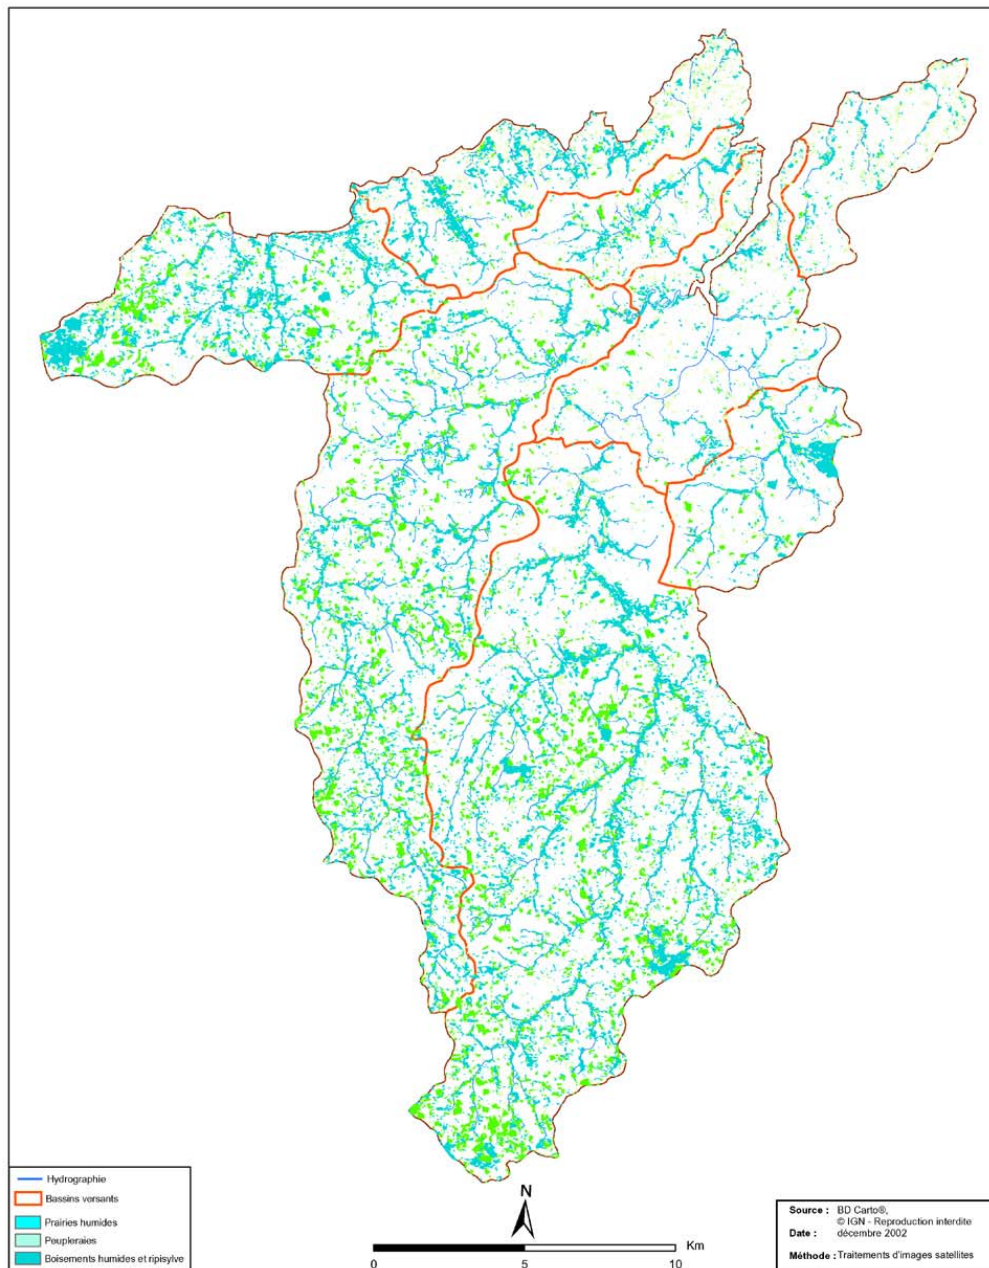 Hydrographie
Bassins versants
Prairies humides
Peupleraies
Boisements humides et ripisylve
N
Km
0 5 10
Source : BD Carto®,
© IGN - Reproduction interdite
Date : décembre 2002
Méthode : Traitements d'images satellites